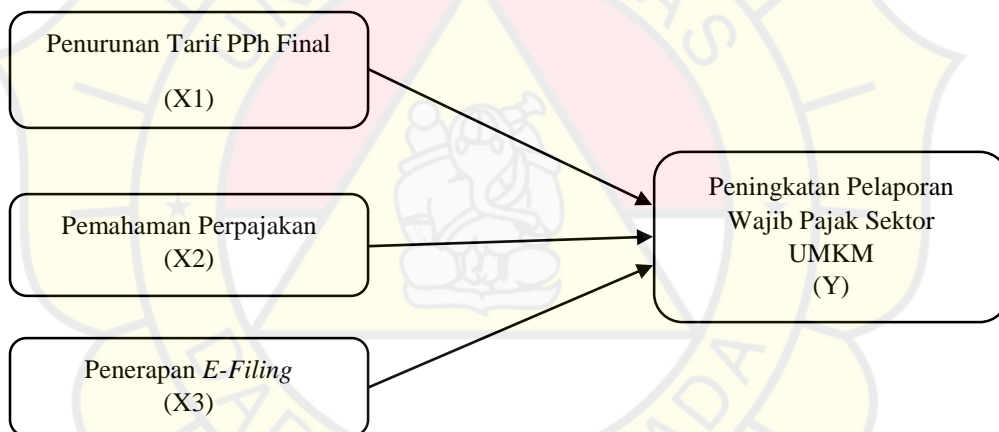 Penurunan Tarif PPh Final
(X1)
Pemahaman Perpajakan
(X2)
Penerapan E-Filing
(X3)
Peningkatan Pelaporan
Wajib Pajak Sektor
UMKM
(Y)